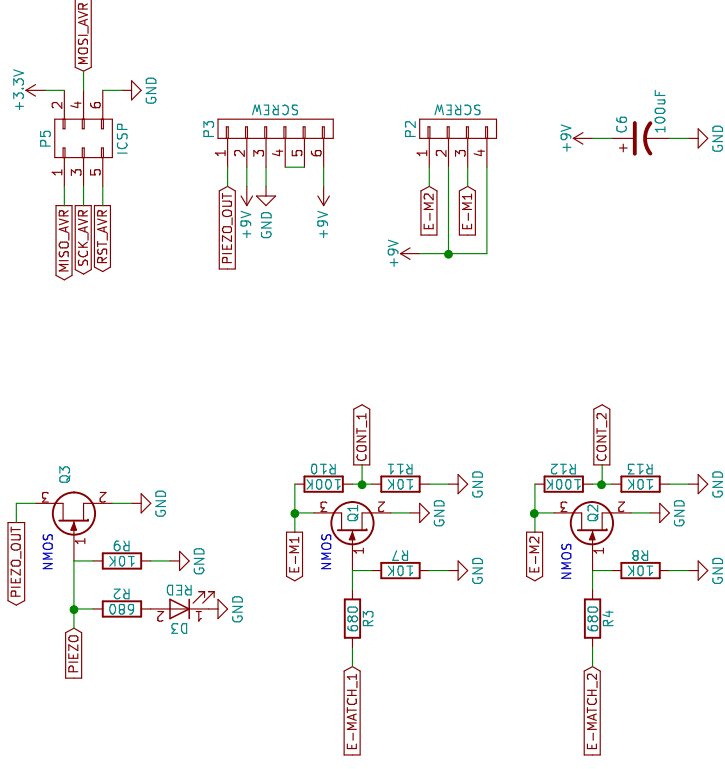 MOSI_AVR
+3.3V
2
4
6
GND
P5
ICSP
1
3
5
MISO_AVR
SCK_AVR
RST_AVR
P3
SCREW
1
2
3
4
5
6
PIEZO_OUT
+9V
GND
+9V
P2
SCREW
1
2
3
4
E-M2
E-M1
+9V
+9V
C6
100uF
+
GND
Q3
PIEZO_OUT
3
2
GND
NMOS
1
R9
10K
GND
R2
680
RED
D3
2
1
GND
PIEZO
CONT_1
R10
100K
R11
10K
GND
E-M1
3
Q1
2
GND
NMOS
1
R7
10K
GND
680
R3
E-MATCH_1
CONT_2
R12
100K
R13
10K
GND
E-M2
3
Q2
2
GND
NMOS
1
R8
10K
GND
680
R4
E-MATCH_2